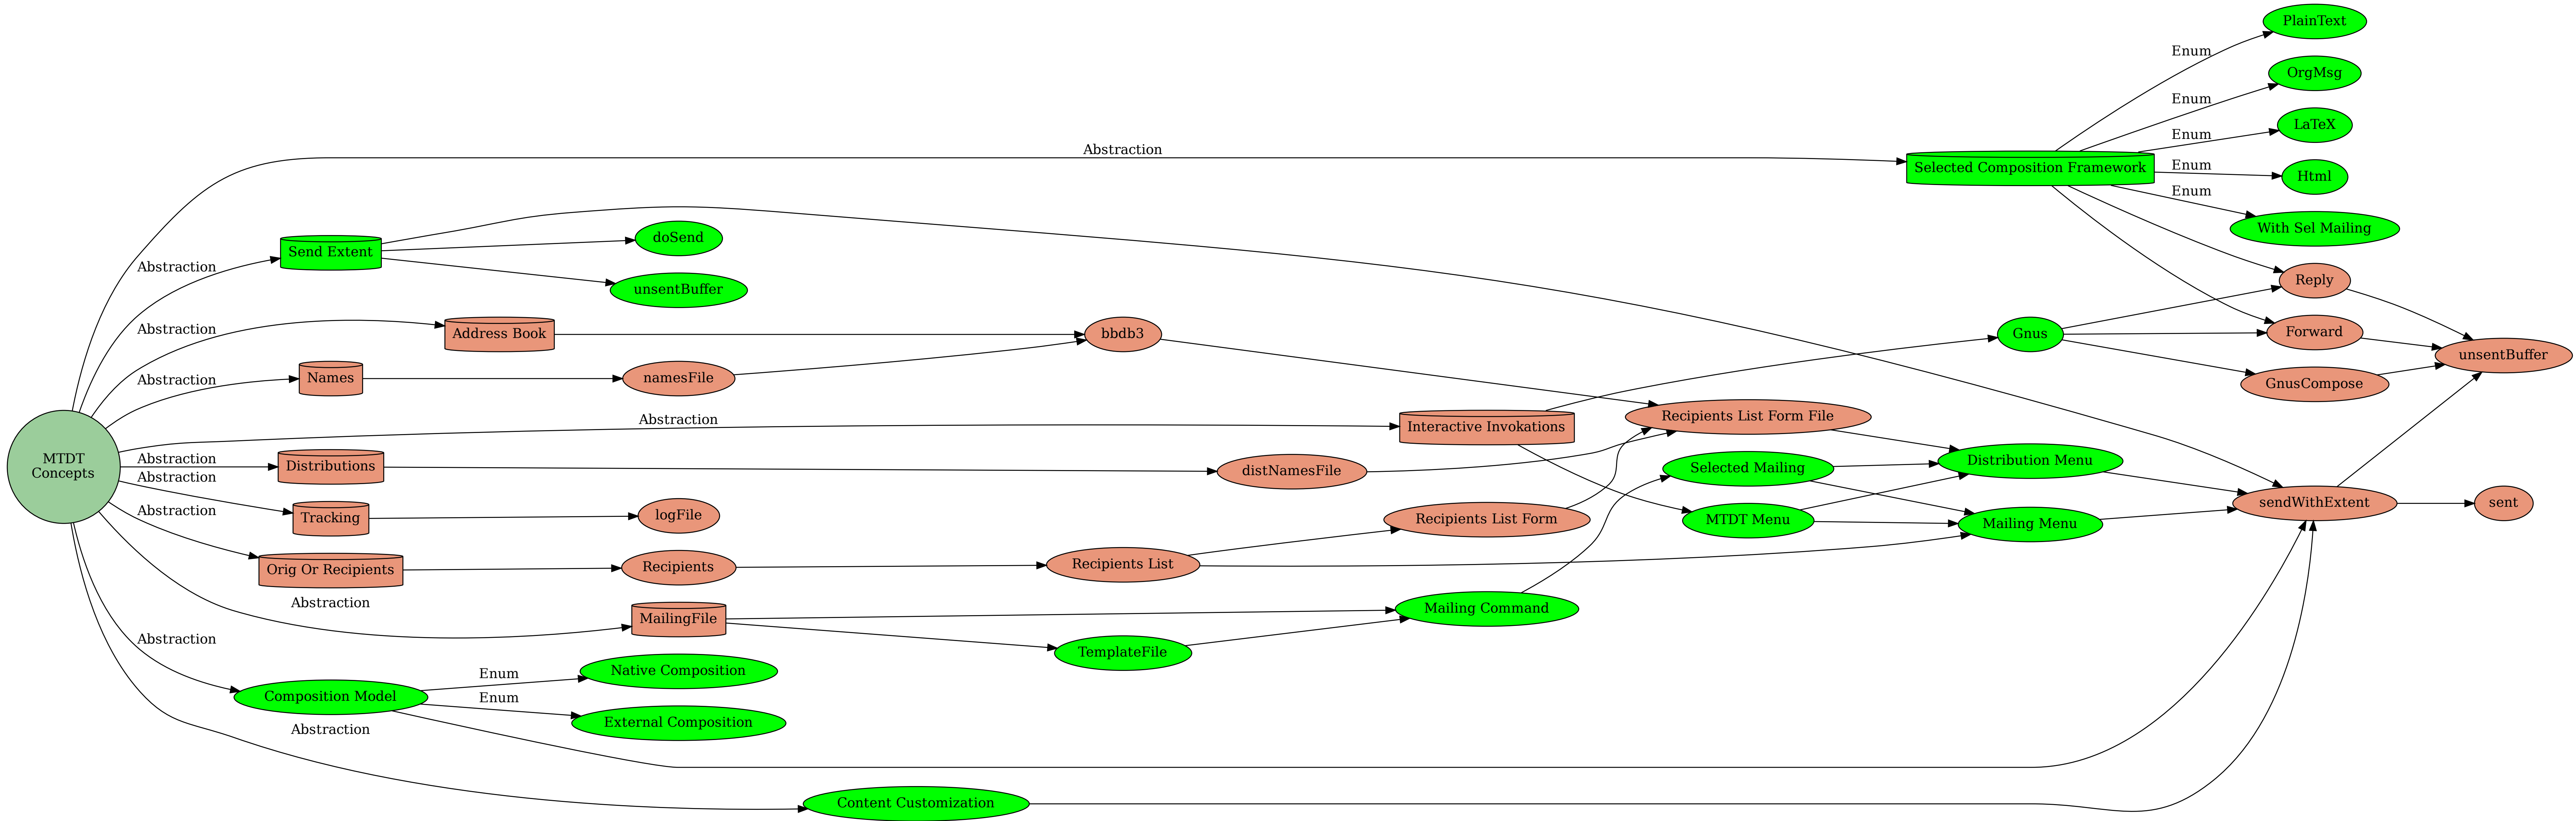 PlainText
OrgMsg
LaTeX
Html
With Sel Mailing
Enum
Enum
Enum
Enum
Enum
Selected Composition Framework
Abstraction
Send Extent
doSend
unsentBuffer
Abstraction
Address Book
Abstraction
bbdb3
Names
Abstraction
namesFile
Reply
Gnus
Forward
GnusCompose
unsentBuffer
Abstraction
Interactive Invokations
Recipients List Form File
MTDT
Concepts
Abstraction
Distributions
distNamesFile
Selected Mailing
Distribution Menu
Abstraction
Tracking
logFile
Recipients List Form
MTDT Menu
Mailing Menu
sendWithExtent
sent
Abstraction
Orig Or Recipients
Recipients
Recipients List
Abstraction
MailingFile
Mailing Command
TemplateFile
Abstraction
Composition Model
Enum
Native Composition
Enum
External Composition
Abstraction
Content Customization